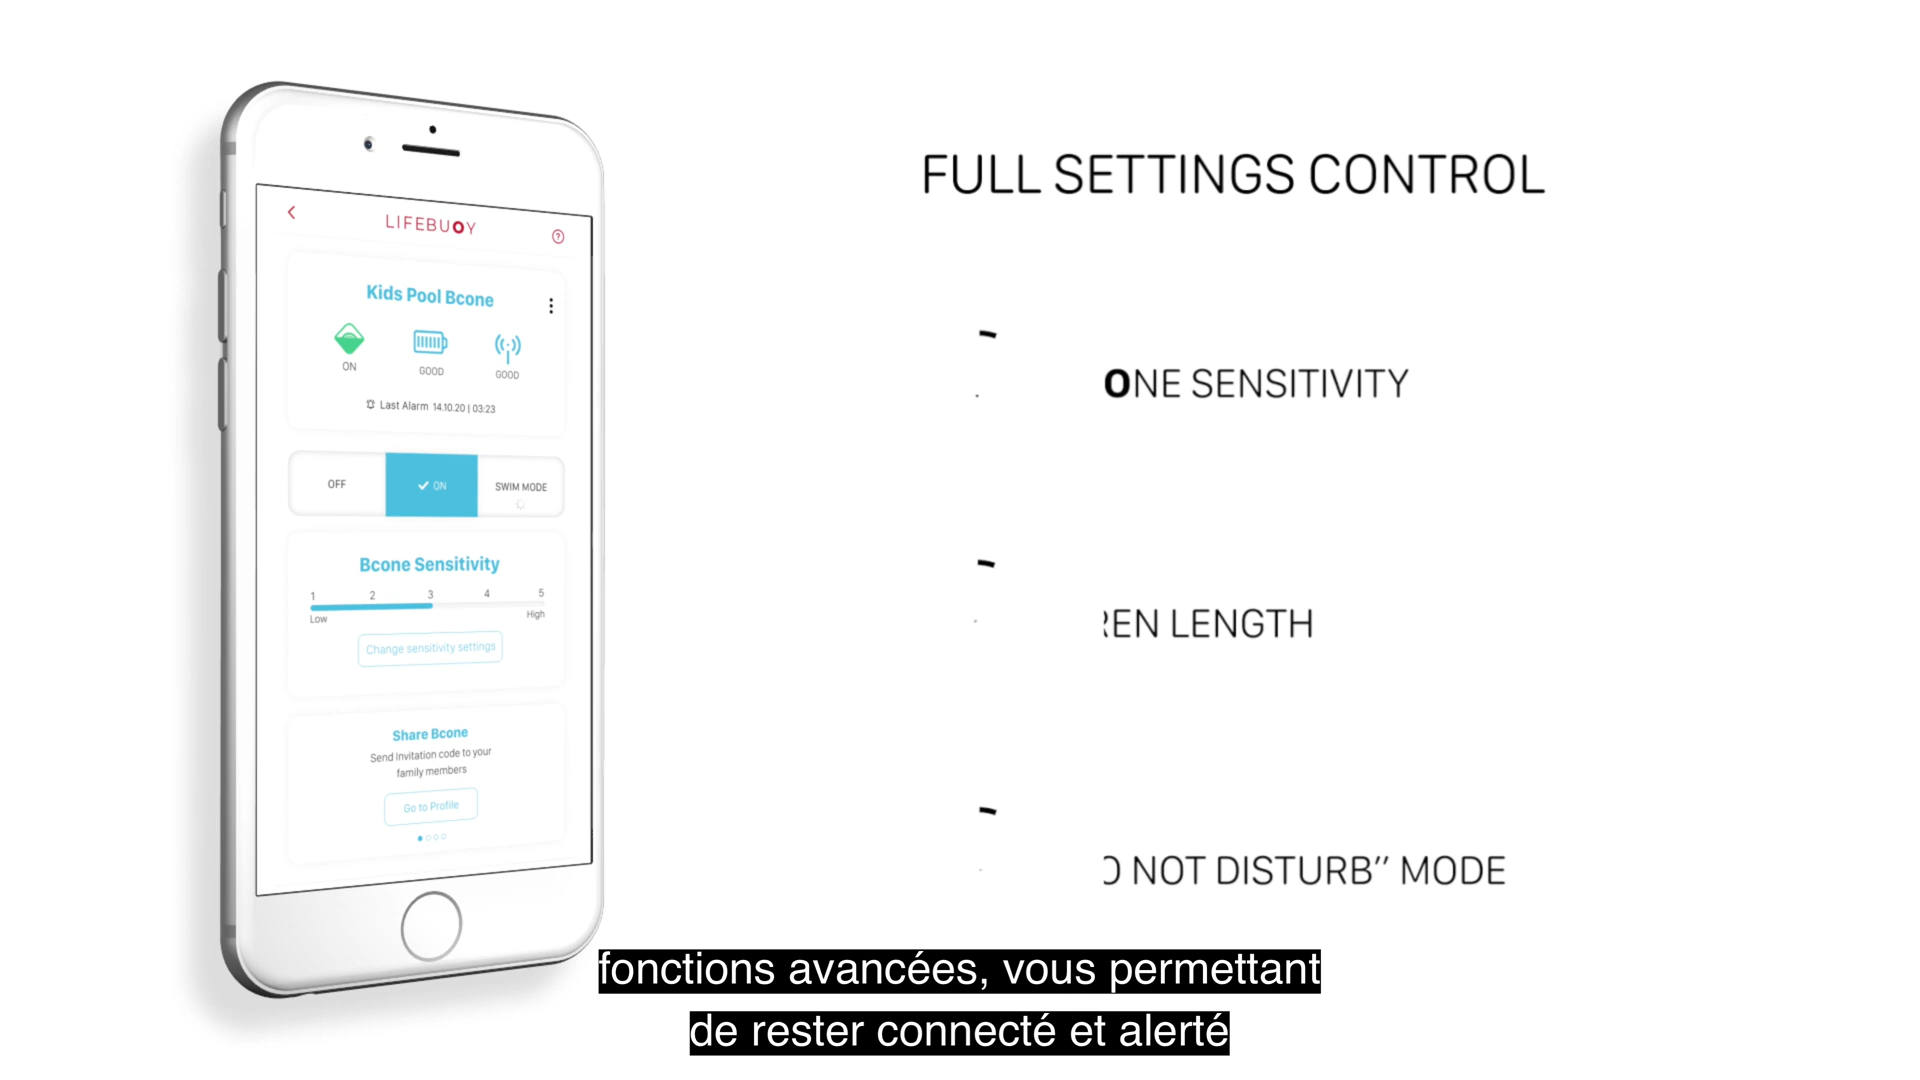 LIFEBUOY
Kids Pool Bcone
ON
GOOD
GOOD
Last Alarm 14.10.20 | 03:23
OFF
ON
SWIM MODE
Bcone Sensitivity
1 2 3 4 5
Low
High
Change sensitivity settings
Share Bcone
Send Invitation code to your
family members
Go to Profile
FULL SETTINGS CONTROL
ONE SENSITIVITY
EN LENGTH
NOT DISTURB” MODE
fonctions avancées, vous permettant
de rester connecté et alerté